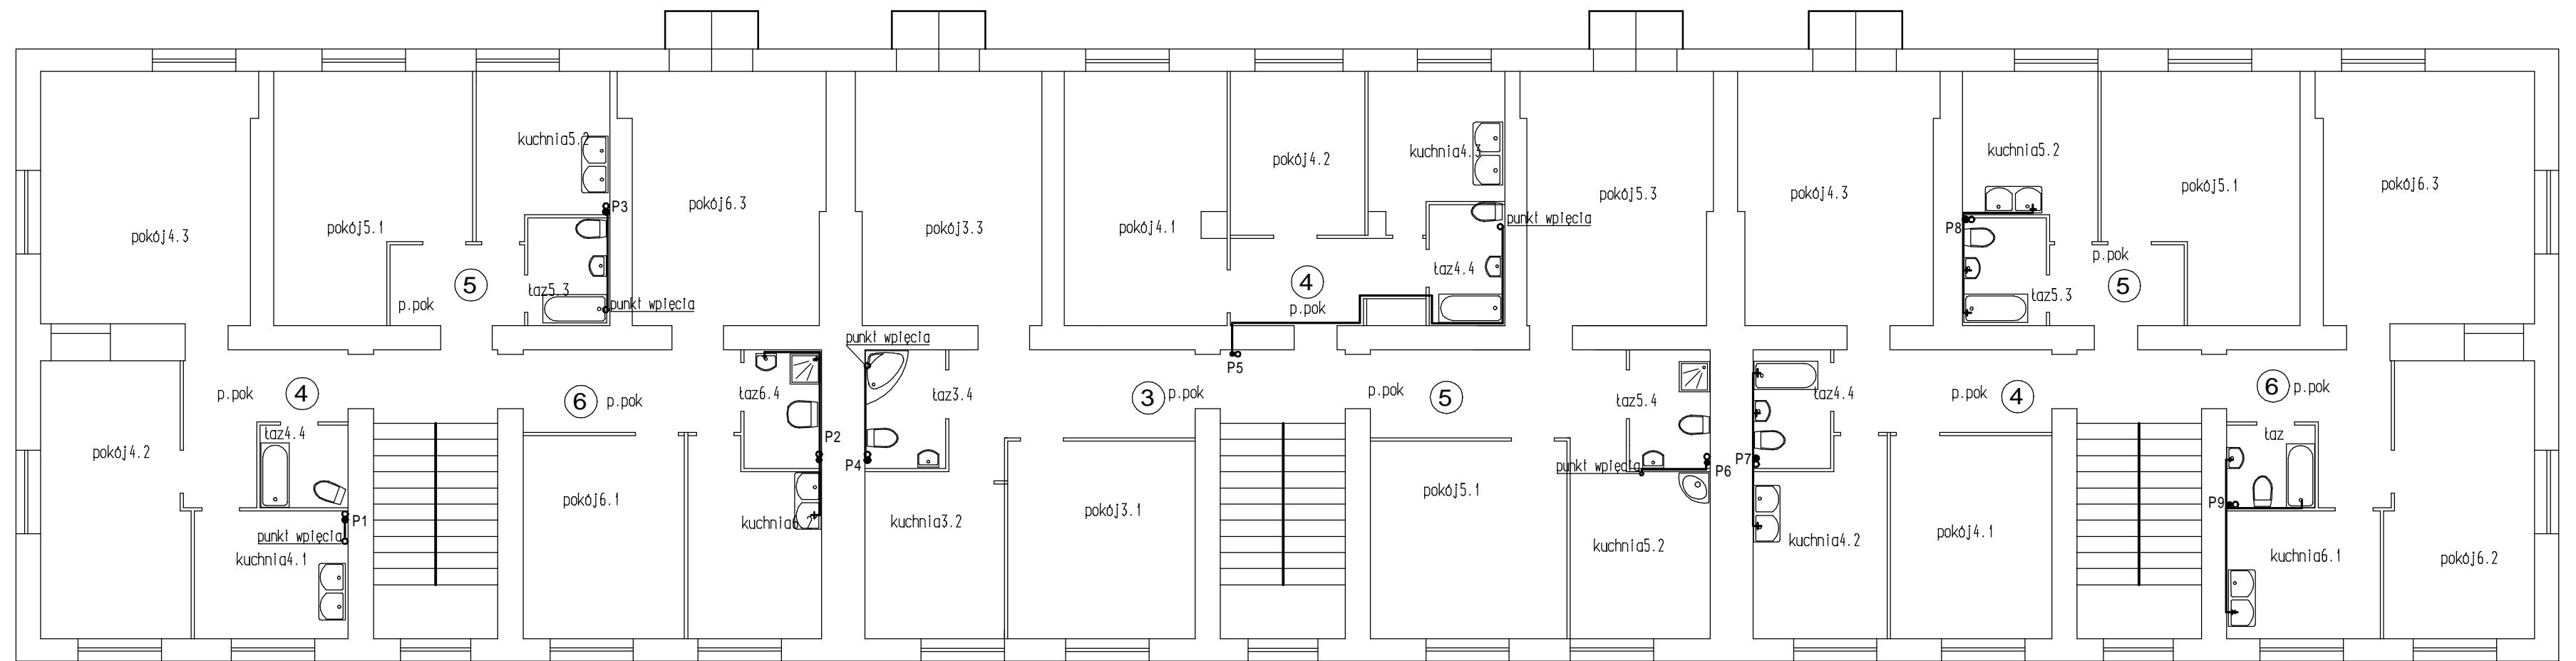 kuchnia5.2
P3
pokój4.3
pokój5.1
5
łaz5.3
p.pok
punkt wpięcia
pokój6.3
pokój3.3
pokój4.1
pokój4.2
kuchnia4.3
punkt wpięcia
łaz4.4
4
p.pok
pokój5.3
pokój4.3
kuchnia5.2
P8
pokój5.1
p.pok
5
łaz5.3
pokój6.3
p.pok
4
łaz4.4
pokój4.2
P1
punkt wpięcia
kuchnia4.1
6
p.pok
łaz6.4
P2
pokój6.1
kuchnia6.2
punkt wpięcia
łaz3.4
P4
kuchnia3.2
3
p.pok
P5
pokój3.1
p.pok
5
łaz5.4
punkt wpięcia
P6
pokój5.1
kuchnia5.2
P7
łaz4.4
p.pok
4
kuchnia4.2
pokój4.1
6
p.pok
łaz
P9
kuchnia6.1
pokój6.2